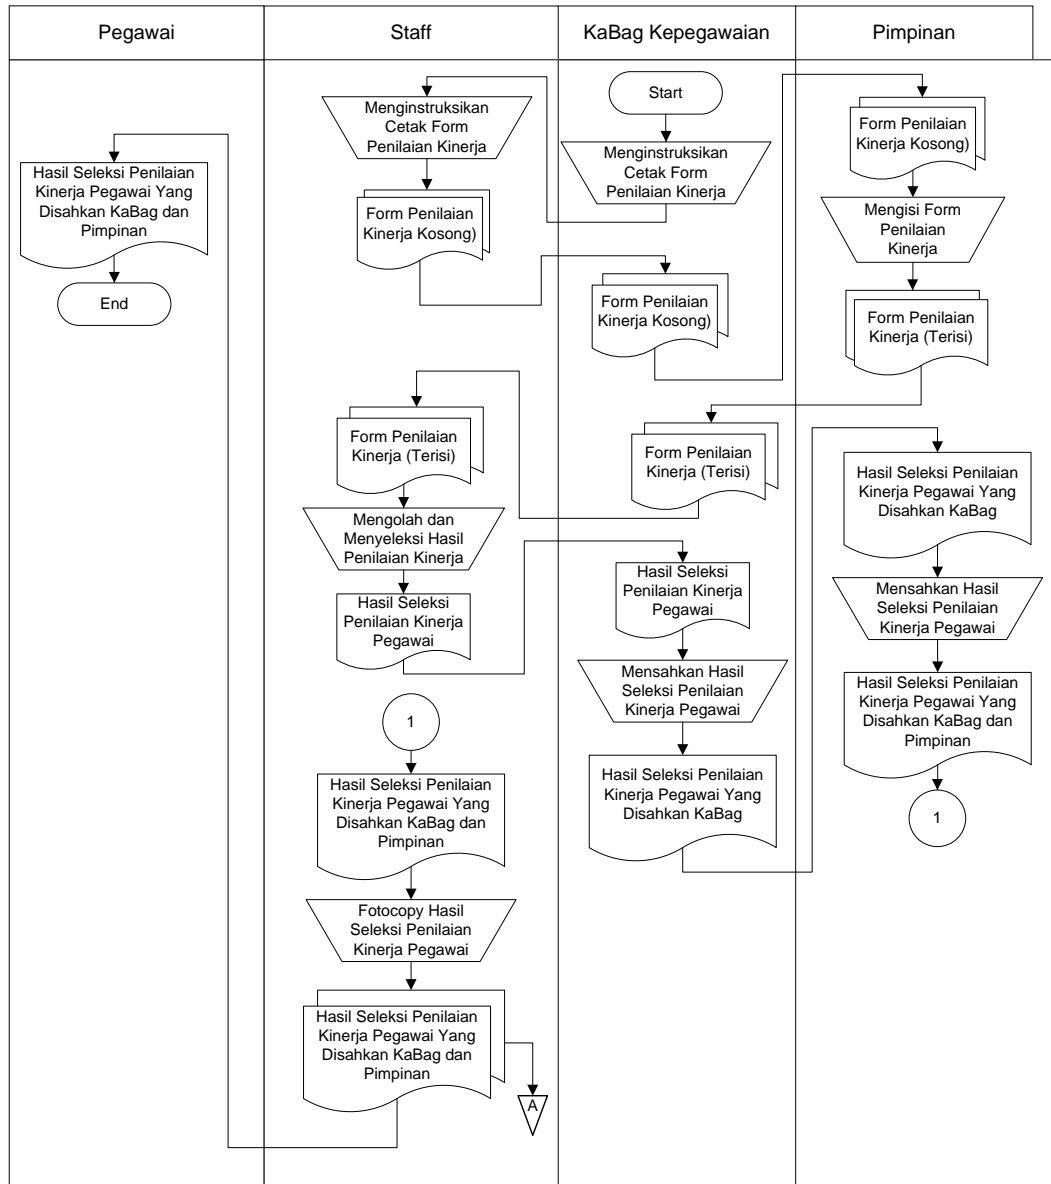 Pegawai
Staff
KaBag Kepegawaian
Pimpinan
Hasil Seleksi Penilaian
Kinerja Pegawai Yang
Disahkan KaBag dan
Pimpinan
End
Menginstruksikan
Cetak Form
Penilaian Kinerja
Form Penilaian
Kinerja Kosong)
Form Penilaian
Kinerja (Terisi)
Mengolah dan
Menyeleksi Hasil
Penilaian Kinerja
Hasil Seleksi
Penilaian Kinerja
Pegawai
1
Hasil Seleksi Penilaian
Kinerja Pegawai Yang
Disahkan KaBag dan
Pimpinan
Fotocopy Hasil
Seleksi Penilaian
Kinerja Pegawai
Hasil Seleksi Penilaian
Kinerja Pegawai Yang
Disahkan KaBag dan
Pimpinan
A
Start
Menginstruksikan
Cetak Form
Penilaian Kinerja
Form Penilaian
Kinerja Kosong)
Form Penilaian
Kinerja (Terisi)
Hasil Seleksi
Penilaian Kinerja
Pegawai
Mensahkan Hasil
Seleksi Penilaian
Kinerja Pegawai
Hasil Seleksi Penilaian
Kinerja Pegawai Yang
Disahkan KaBag
Form Penilaian
Kinerja Kosong)
Mengisi Form
Penilaian
Kinerja
Form Penilaian
Kinerja (Terisi)
Hasil Seleksi Penilaian
Kinerja Pegawai Yang
Disahkan KaBag
Mensahkan Hasil
Seleksi Penilaian
Kinerja Pegawai
Hasil Seleksi Penilaian
Kinerja Pegawai Yang
Disahkan KaBag dan
Pimpinan
1